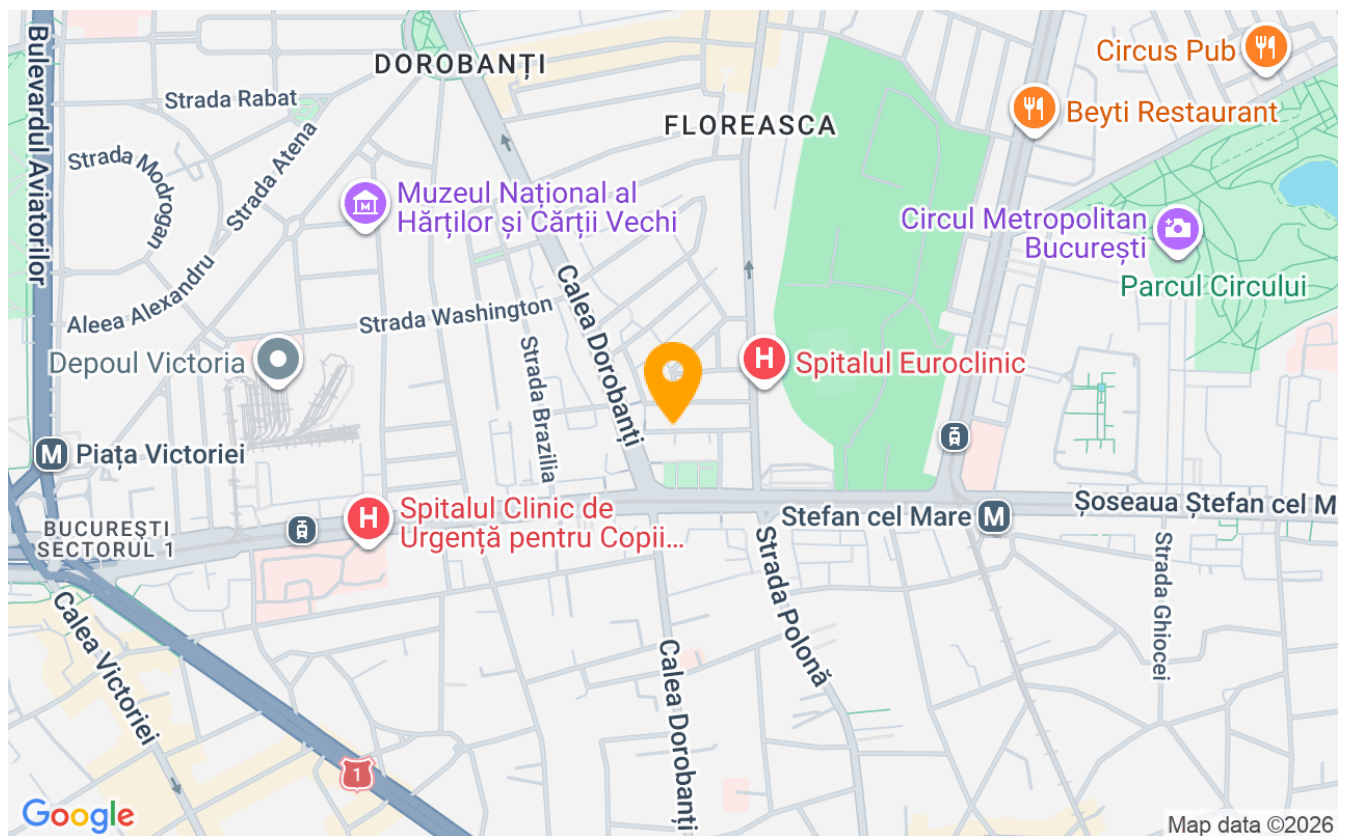 Bulevardul Aviatorilor
DOROBANȚI
Circus Pub
Strada Rabat
Beyti Restaurant
FLOREASCA
Strada Modrogan
Strada Atena
Muzeul Național al
Hărților și Cărții Vechi
Circul Metropolitan
București
Parcul Circului
Aleea Alexandru
Calea Dorobanți
Strada Washington
Depoul Victoria
Strada Brazilia
H
Spitalul Euroclinic
M
Piața Victoriei
H
Spitalul Clinic de
Urgență pentru Copii...
Stefan cel Mare
M
Șoseaua Ștefan cel M
BUCUREȘTI
SECTORUL 1
Strada Polonă
Strada Ghiocei
Calea Victoriei
Calea Dorobanți
1
Google
Map data ©2026